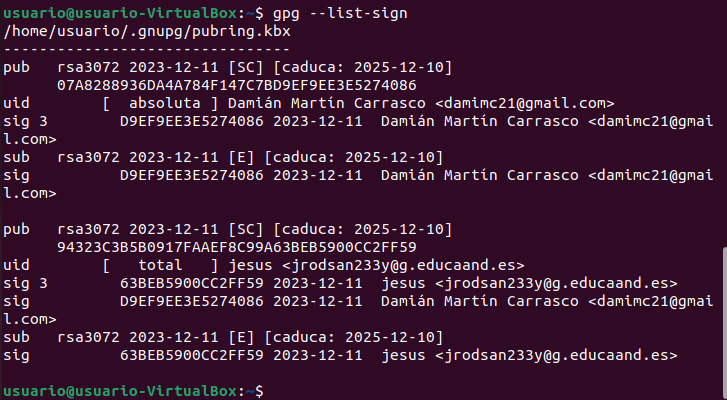 usuario@usuario-VirtualBox:~$ gpg --list-sign
/home/usuario/.gnupg/pubring.kbx
--------------------------------
pub   rsa3072 2023-12-11 [SC] [caduca: 2025-12-10]
      07A8288936DA4A784F147C7BD9EF9EE3E5274086
uid        [  absoluta ] Damián Martín Carrasco <damimc21@gmail.com>
sig 3        D9EF9EE3E5274086 2023-12-11  Damián Martín Carrasco <damimc21@gmai
l.com>
sub   rsa3072 2023-12-11 [E] [caduca: 2025-12-10]
sig          D9EF9EE3E5274086 2023-12-11  Damián Martín Carrasco <damimc21@gmai
l.com>

pub   rsa3072 2023-12-11 [SC] [caduca: 2025-12-10]
      94323C3B5B0917FAAEF8C99A63BEB5900CC2FF59
uid        [   total   ] jesus <jrodsan233y@g.educaand.es>
sig 3        63BEB5900CC2FF59 2023-12-11  jesus <jrodsan233y@g.educaand.es>
sig          D9EF9EE3E5274086 2023-12-11  Damián Martín Carrasco <damimc21@gmai
l.com>
sub   rsa3072 2023-12-11 [E] [caduca: 2025-12-10]
sig          63BEB5900CC2FF59 2023-12-11  jesus <jrodsan233y@g.educaand.es>

usuario@usuario-VirtualBox:~$